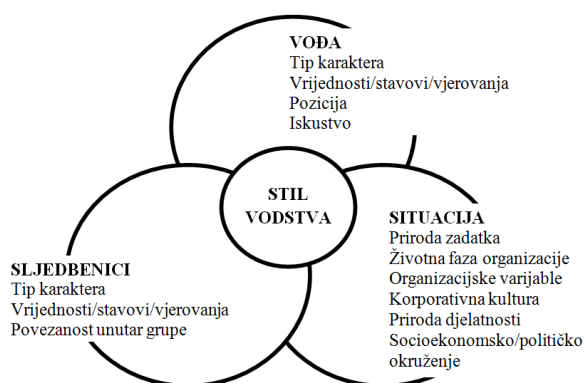 VOĐA
Tip karaktera
Vrijednosti/stavovi/vjerovanja
Pozicija
Iskustvo
STIL
VODSTVA
SITUACIJA
Priroda zadatka
Životna faza organizacije
Organizacijske varijable
Korporativna kultura
Priroda djelatnosti
Socioekonomsko/političko
okruženje
SLJEDBENICI
Tip karaktera
Vrijednosti/stavovi/vjerovanja
Povezanost unutar grupe